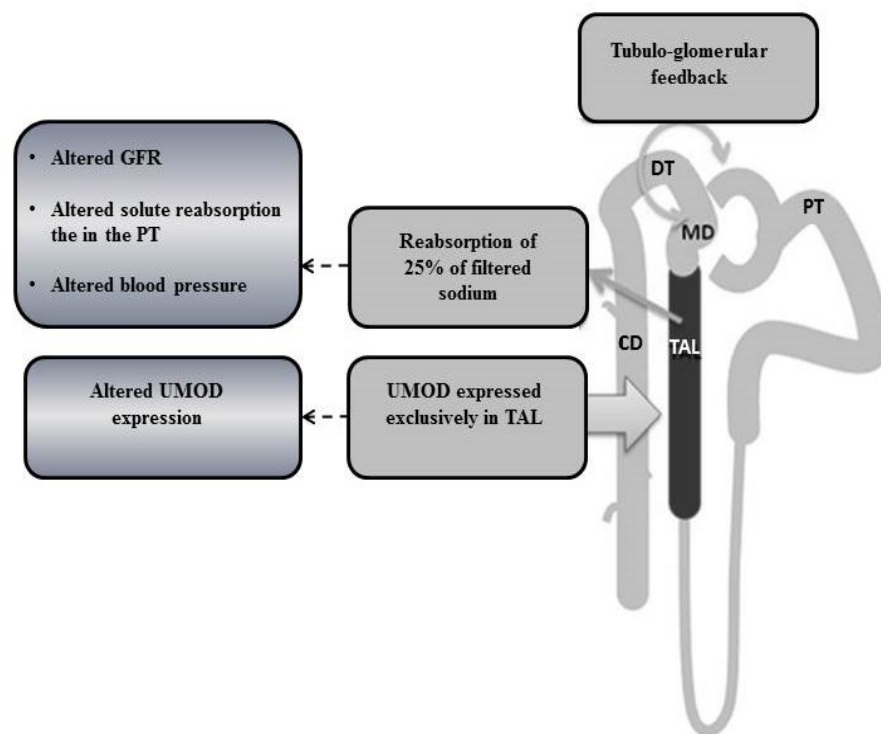 Tubulo-glomerular
feedback
• Altered GFR
• Altered solute reabsorption
the in the PT
• Altered blood pressure
Reabsorption of
25% of filtered
sodium
DT
PT
MD
CD
TAL
Altered UMOD
expression
UMOD expressed
exclusively in TAL